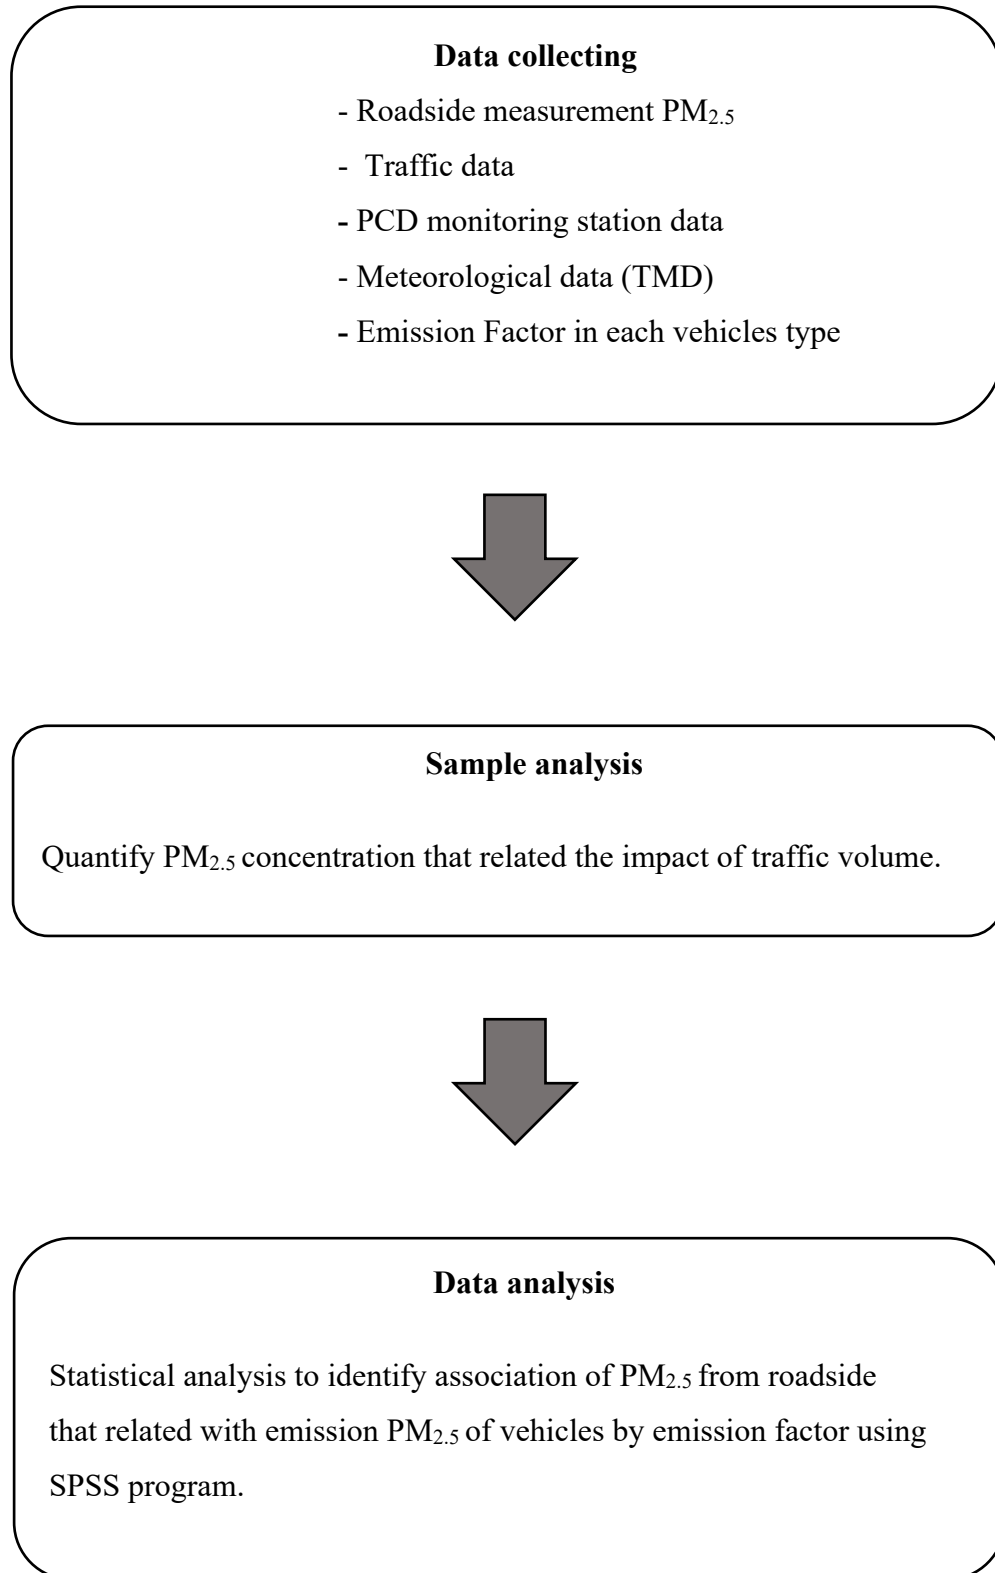 Data collecting
- Roadside measurement PM2.5
- Traffic data
- PCD monitoring station data
- Meteorological data (TMD)
- Emission Factor in each vehicles type
Sample analysis
Quantify PM2.5 concentration that related the impact of traffic volume.
Data analysis
Statistical analysis to identify association of PM2.5 from roadside
that related with emission PM2.5 of vehicles by emission factor using
SPSS program.